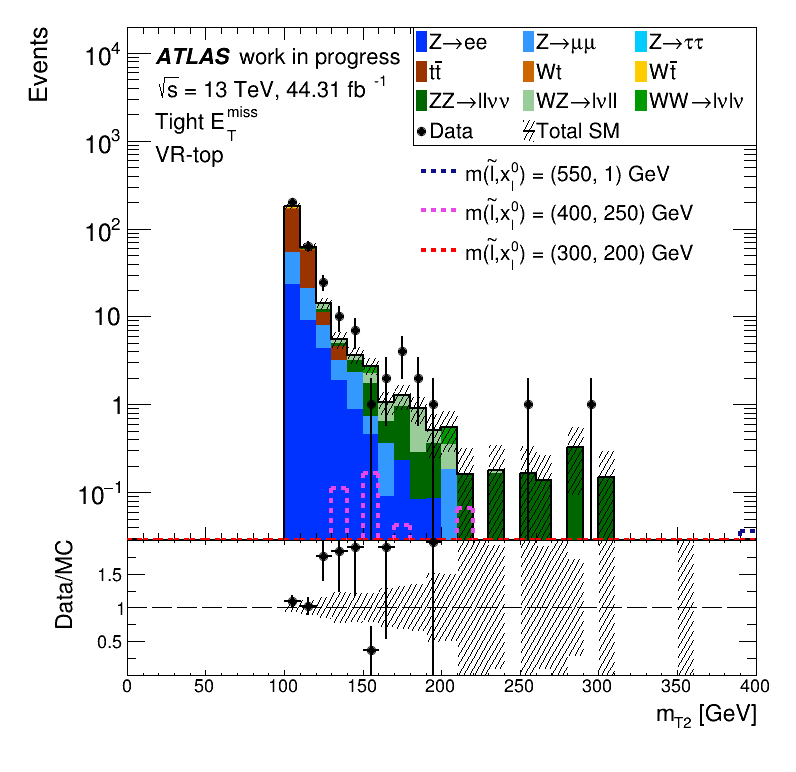 Events
10⁴
10³
10²
10
1
10⁻¹
ATLAS work in progress
√s = 13 TeV, 44.31 fb ⁻¹
Tight E_T^miss
VR-top
Z→ee Z→μμ Z→ττ
tt̄ Wt Wt̄
ZZ→llνν WZ→lνll WW→lνlν
Data Total SM
m(l̃,x_l^0) = (550, 1) GeV
m(l̃,x_l^0) = (400, 250) GeV
m(l̃,x_l^0) = (300, 200) GeV
Data/MC
1.5
1
0.5
0 50 100 150 200 250 300 350 400
m_T2 [GeV]